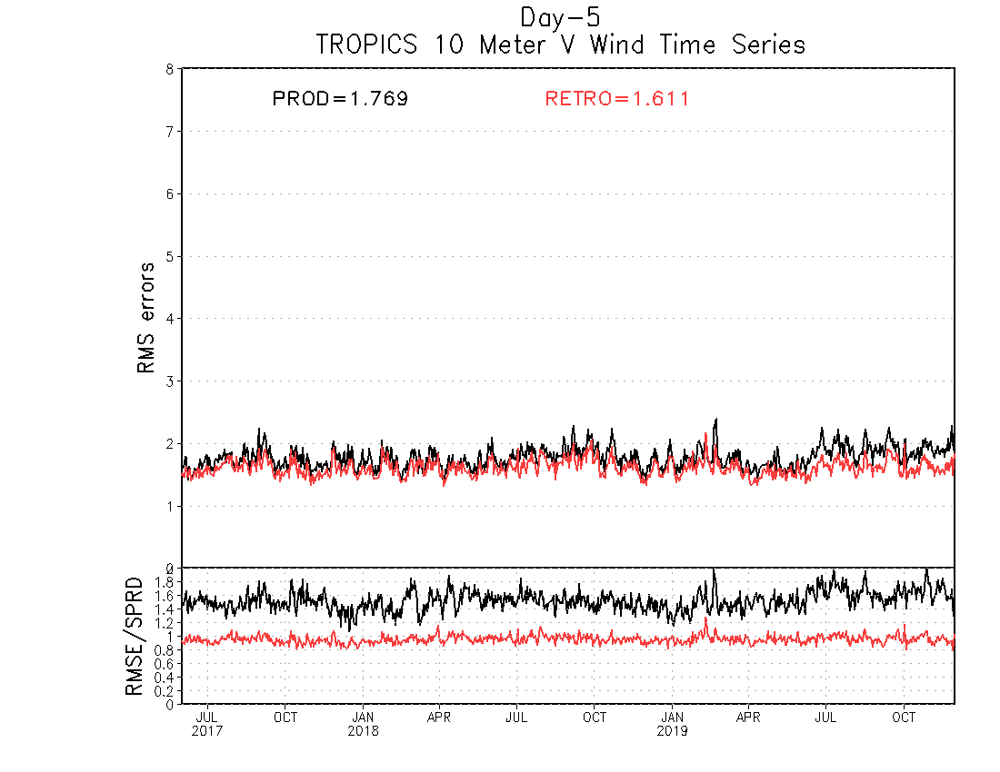 Day-5
TROPICS 10 Meter V Wind Time Series
PROD=1.769 RETRO=1.611
8
7
6
5
4
3
2
1
0
RMS errors
2
1.8
1.6
1.4
1.2
1
0.8
0.6
0.4
0.2
0
RMSE/SPRD
JUL OCT JAN APR JUL OCT JAN APR JUL OCT
2017 2018 2019